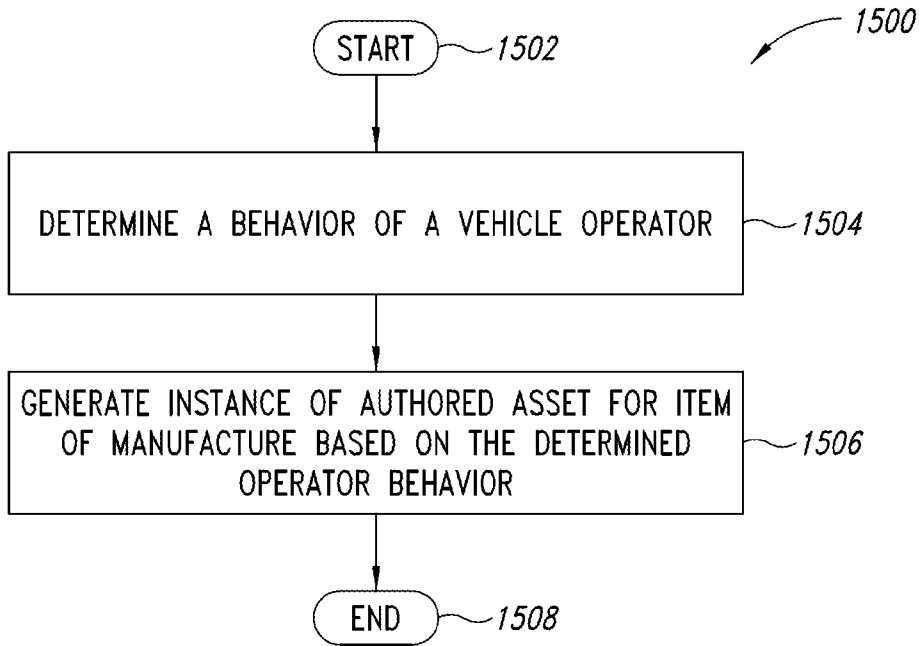 1500
START 1502
DETERMINE A BEHAVIOR OF A VEHICLE OPERATOR 1504
GENERATE INSTANCE OF AUTHORED ASSET FOR ITEM
OF MANUFACTURE BASED ON THE DETERMINED 1506
OPERATOR BEHAVIOR
END 1508